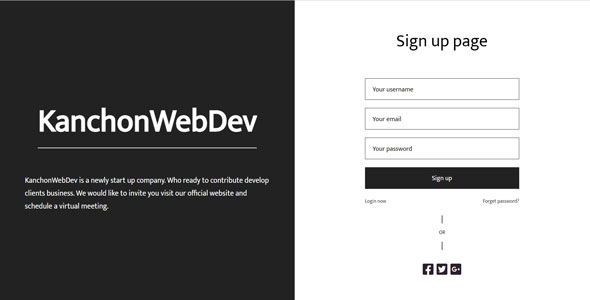 KanchonWebDev
KanchonWebDev is a newly start up company. Who ready to contribute develop
clients business. We would like to invite you visit our official website and
schedule a virtual meeting.
Sign up page
Your username
Your email
Your password
Sign up
Login now Forget password?
OR